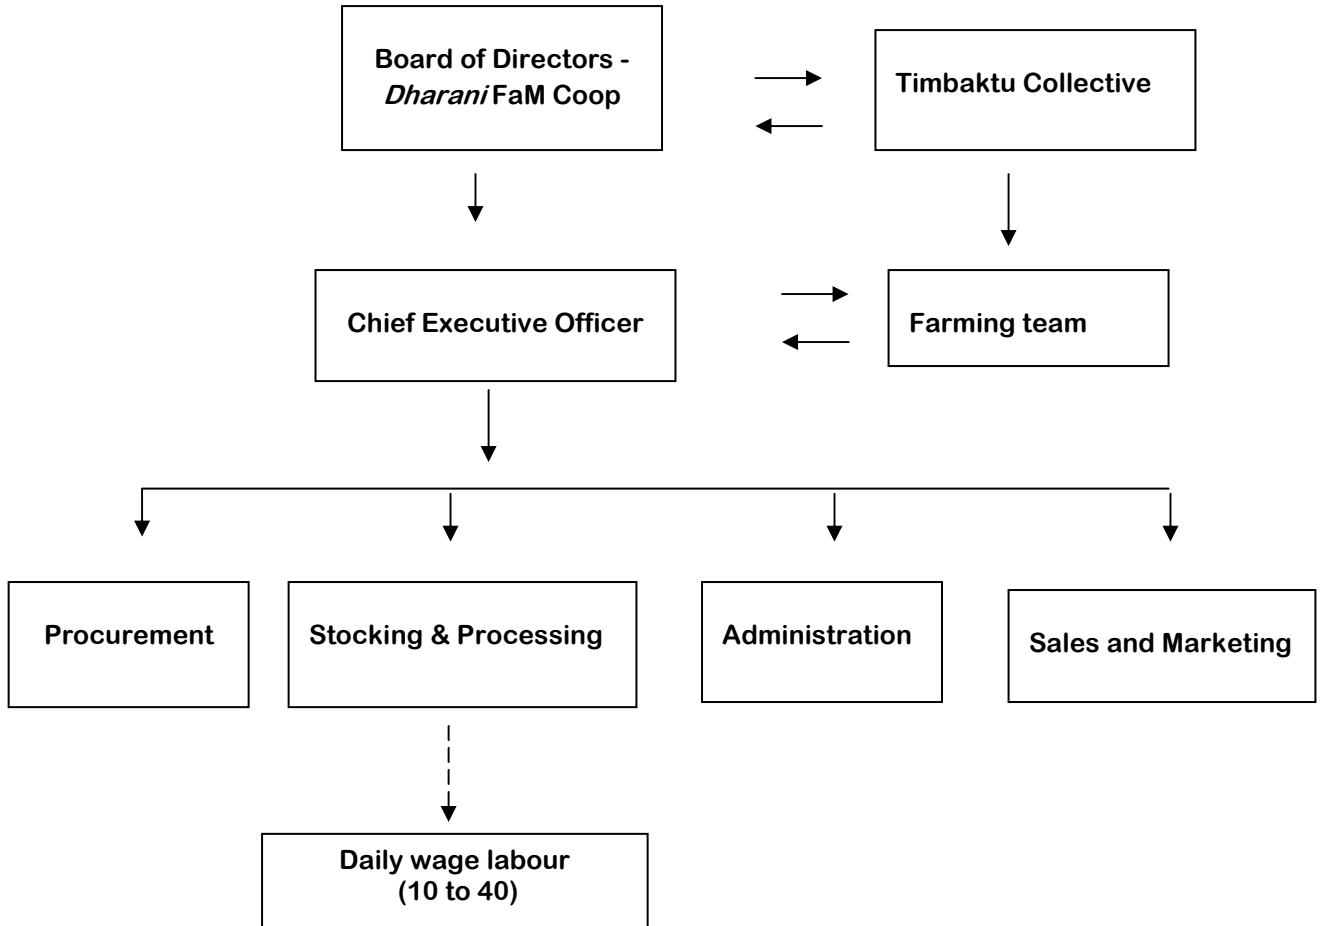 Board of Directors -
Dharani FaM Coop
Timbaktu Collective
Chief Executive Officer
Farming team
Procurement
Stocking & Processing
Administration
Sales and Marketing
Daily wage labour
(10 to 40)